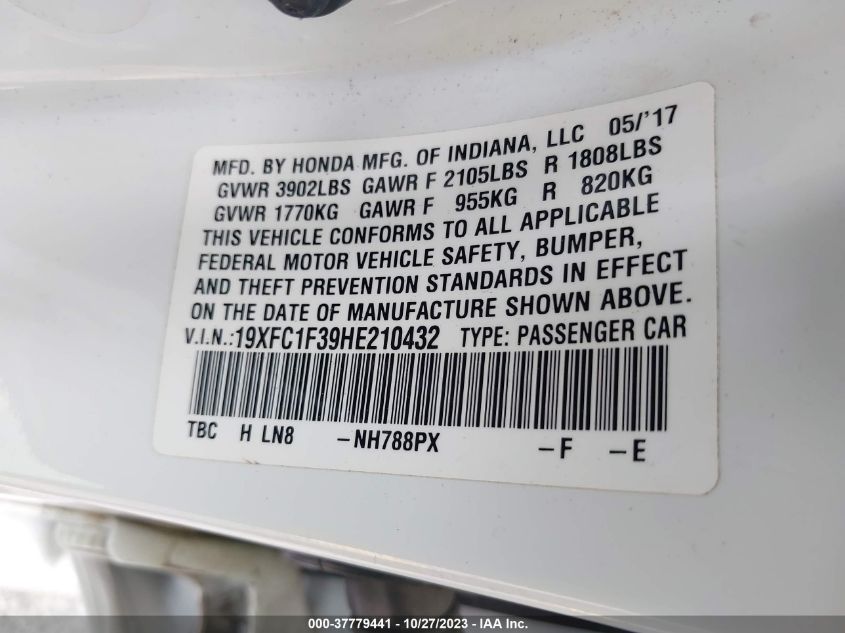 MFD. BY HONDA MFG. OF INDIANA, LLC 05/'17
GVWR 3902LBS GAWR F 2105LBS R 1808LBS
GVWR 1770KG GAWR F 955KG R 820KG
THIS VEHICLE CONFORMS TO ALL APPLICABLE
FEDERAL MOTOR VEHICLE SAFETY, BUMPER,
AND THEFT PREVENTION STANDARDS IN EFFECT
ON THE DATE OF MANUFACTURE SHOWN ABOVE.
V.I.N.:19XFC1F39HE210432 TYPE: PASSENGER CAR
TBC H LN8 -NH788PX -F -E
000-37779441 - 10/27/2023 - IAA Inc.